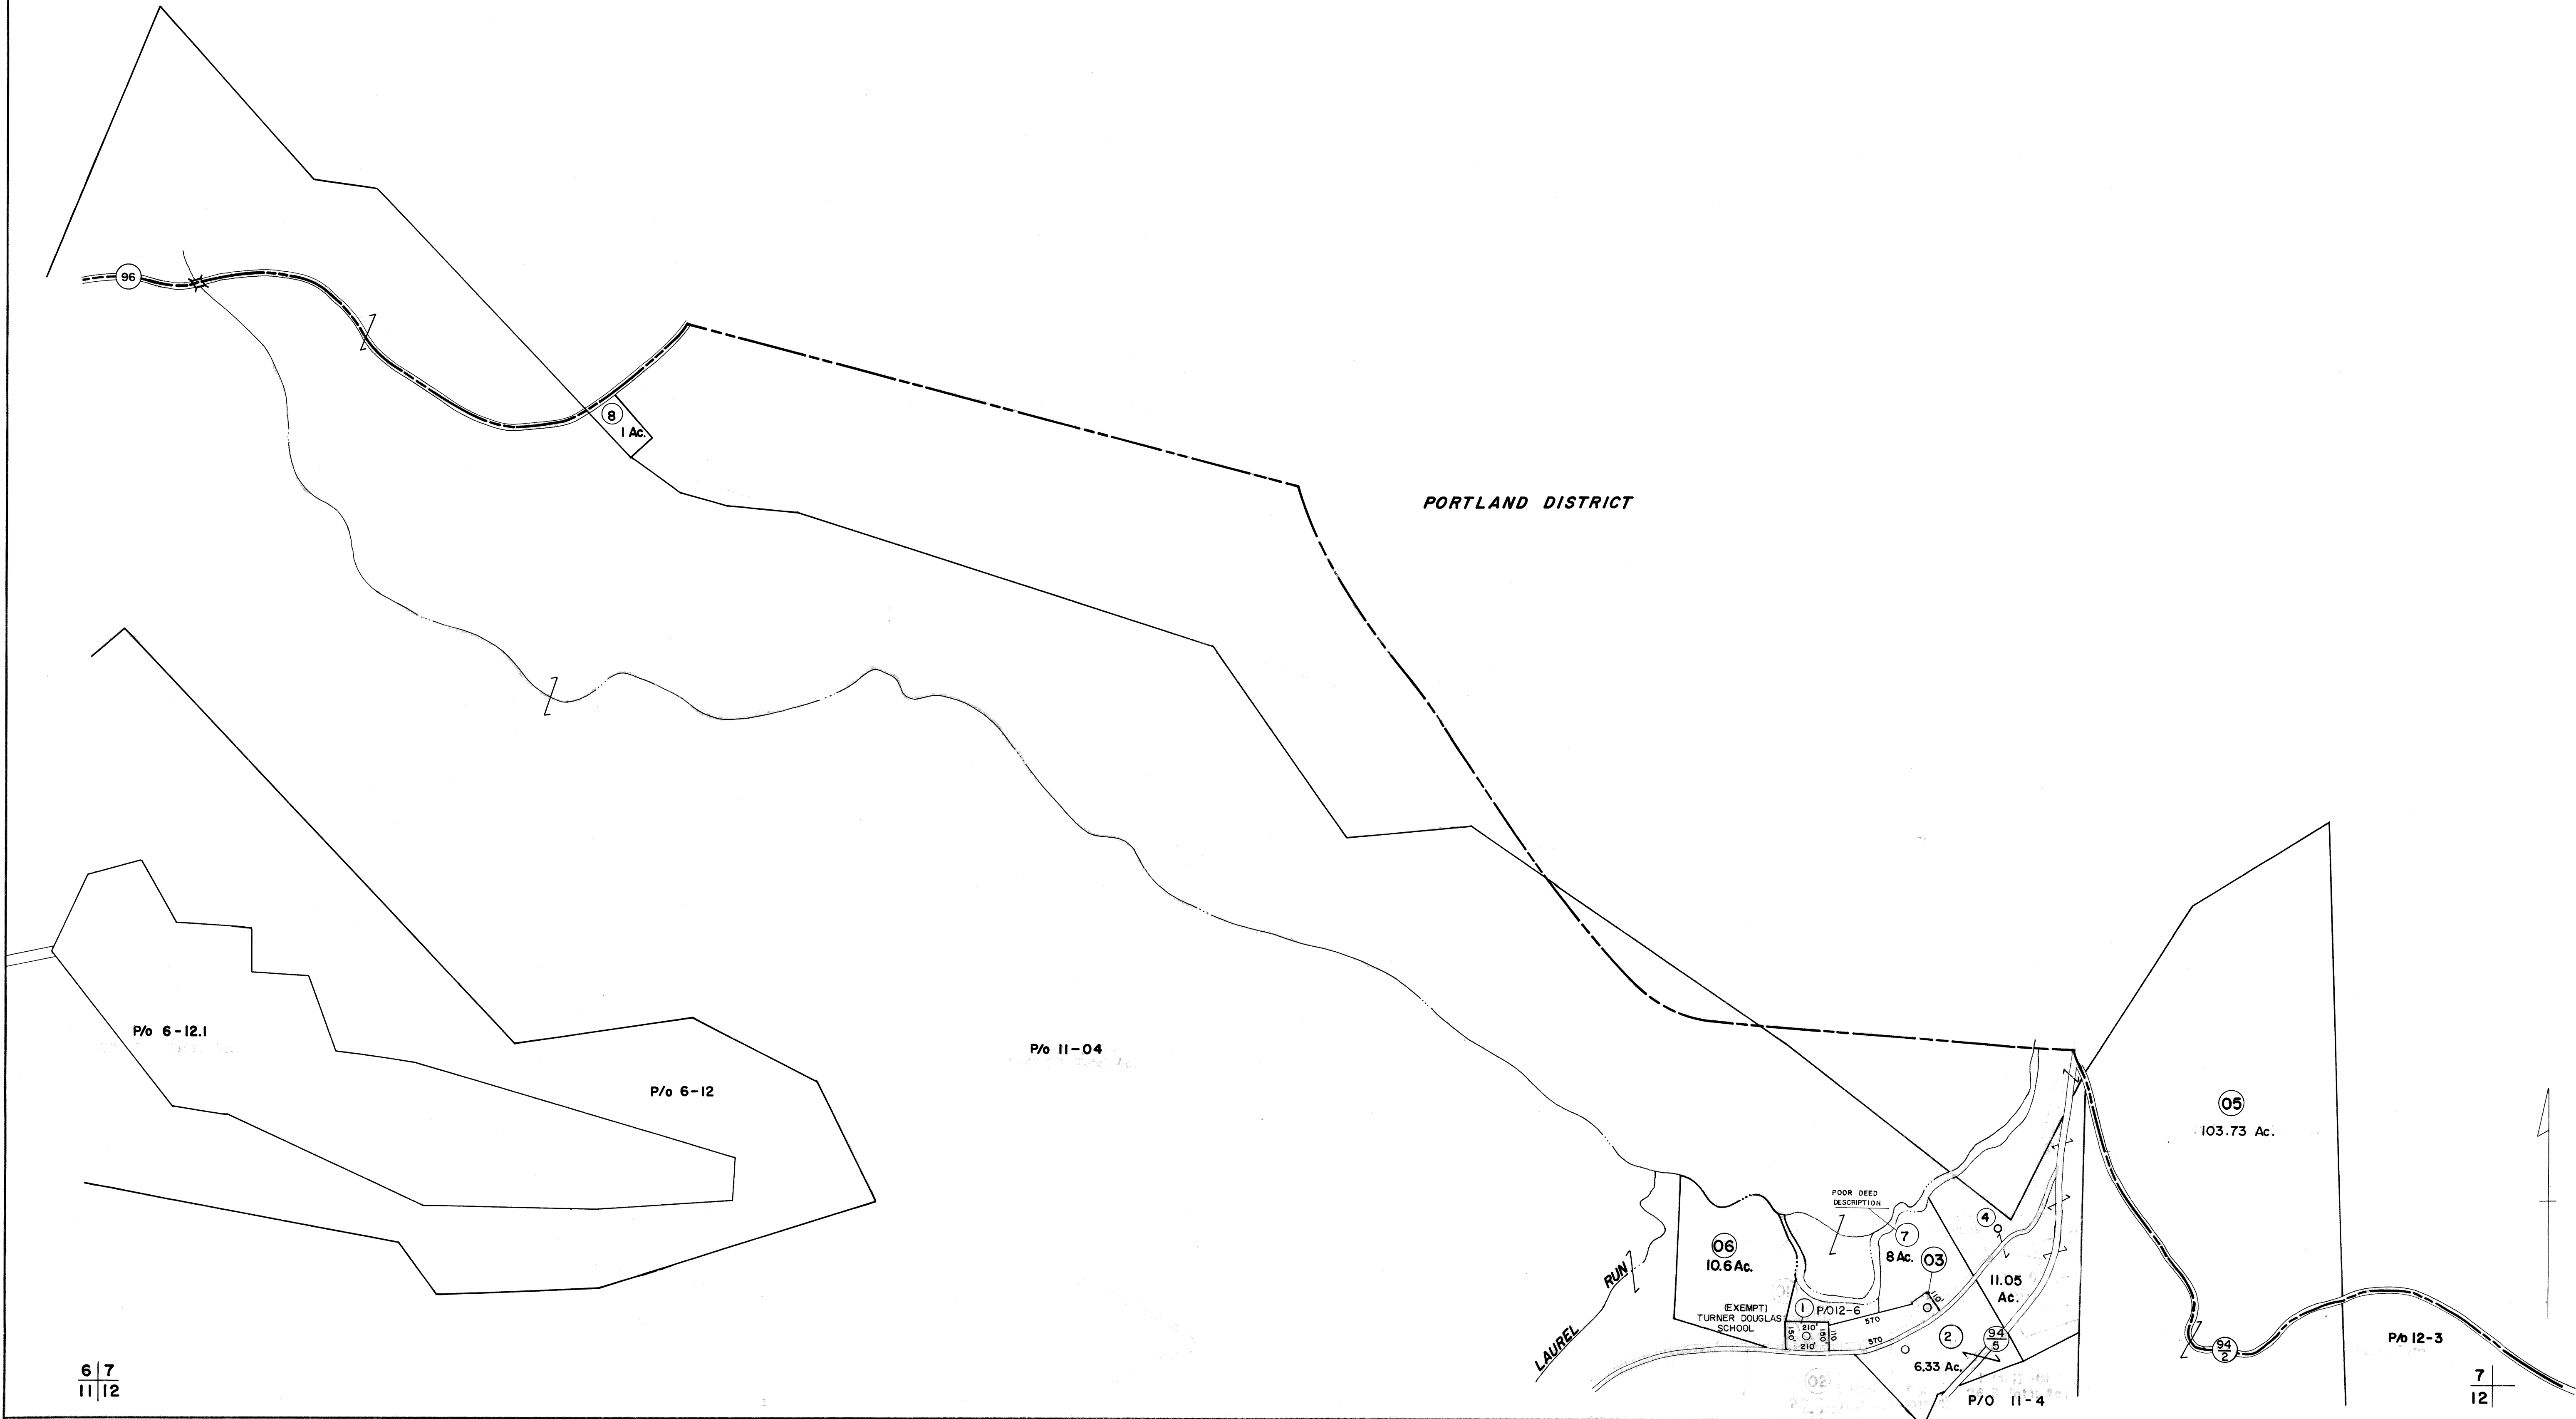 96
8
1 Ac.
PORTLAND DISTRICT
P/o 6-12.1
P/o 11-04
P/o 6-12
05
103.73 Ac.
POOR DEED
DESCRIPTION
4
7
8 Ac.
03
06
10.6 Ac.
11.05
Ac.
110'
RUN
LAUREL
(EXEMPT)
TURNER DOUGLAS
SCHOOL
1
P/O 12-6
570
210'
150'
150'
110
210'
570
2
94
5
6.33 Ac.
94
2
P/o 12-3
02
P/O 11-4
6 7
11 12
7
12